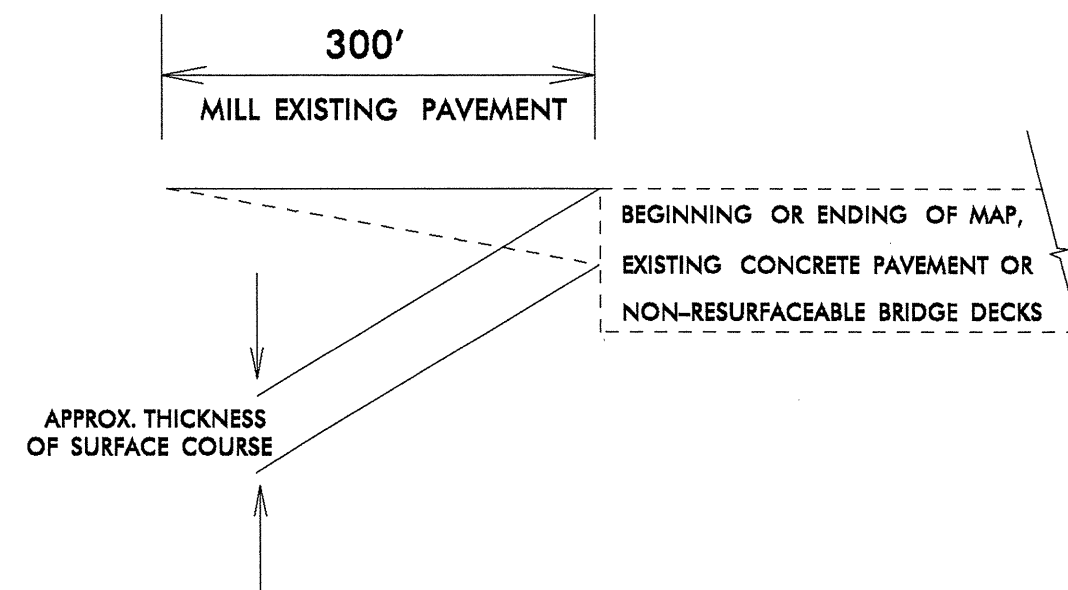 300'
MILL EXISTING PAVEMENT
BEGINNING OR ENDING OF MAP,
EXISTING CONCRETE PAVEMENT OR
NON–RESURFACEABLE BRIDGE DECKS
APPROX. THICKNESS
OF SURFACE COURSE